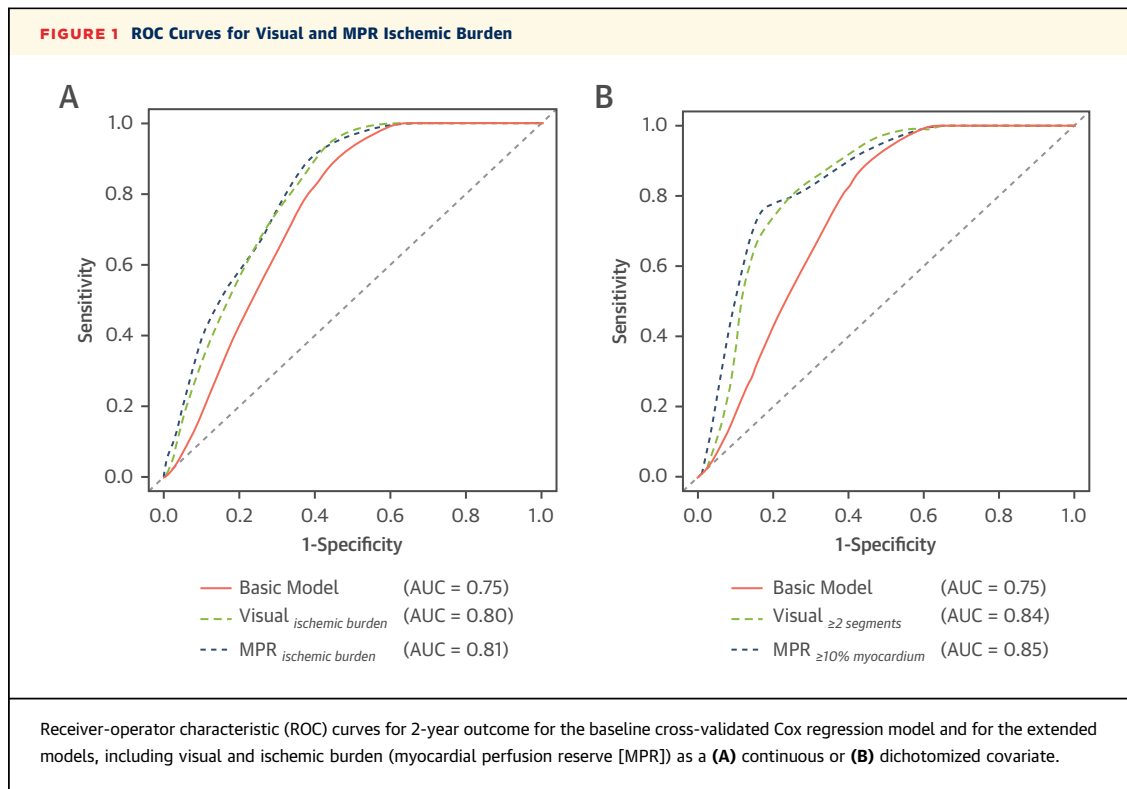 FIGURE 1 ROC Curves for Visual and MPR Ischemic Burden
A
1.0
0.8
0.6
0.4
0.2
0.0
Sensitivity
0.0 0.2 0.4 0.6 0.8 1.0
1-Specificity
Basic Model (AUC = 0.75)
Visual ischemic burden (AUC = 0.80)
MPR ischemic burden (AUC = 0.81)
B
1.0
0.8
0.6
0.4
0.2
0.0
Sensitivity
0.0 0.2 0.4 0.6 0.8 1.0
1-Specificity
Basic Model (AUC = 0.75)
Visual ≥2 segments (AUC = 0.84)
MPR ≥10% myocardium (AUC = 0.85)
Receiver-operator characteristic (ROC) curves for 2-year outcome for the baseline cross-validated Cox regression model and for the extended
models, including visual and ischemic burden (myocardial perfusion reserve [MPR]) as a (A) continuous or (B) dichotomized covariate.